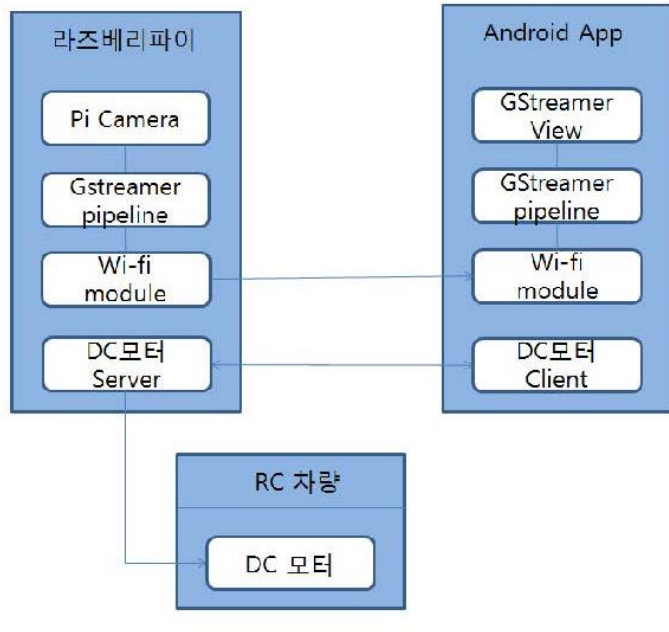 라즈베리파이
Pi Camera
Gstreamer
pipeline
Wi-fi
module
DC모터
Server
Android App
GStreamer
View
GStreamer
pipeline
Wi-fi
module
DC모터
Client
RC 차량
DC 모터